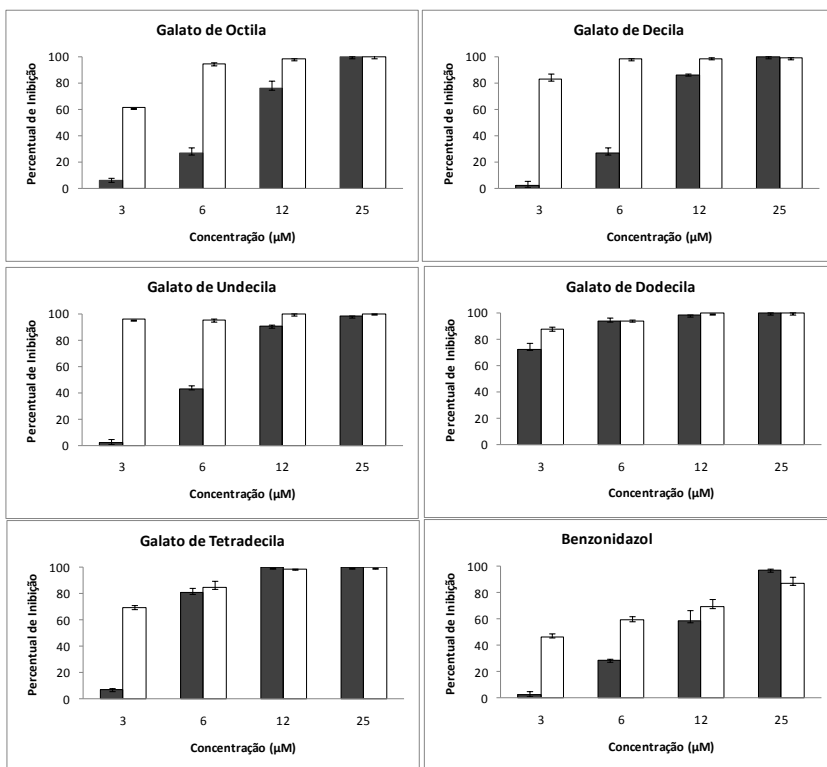 Galato de Octila
Percentual de Inibição
100
80
60
40
20
0
3 6 12 25
Concentração (µM)
Galato de Decila
Percentual de Inibição
100
80
60
40
20
0
3 6 12 25
Concentração (µM)
Galato de Undecila
Percentual de Inibição
100
80
60
40
20
0
3 6 12 25
Concentração (µM)
Galato de Dodecila
Percentual de Inibição
100
80
60
40
20
0
3 6 12 25
Concentração (µM)
Galato de Tetradecila
Percentual de Inibição
100
80
60
40
20
0
3 6 12 25
Concentração (µM)
Benzonidazol
Percentual de Inibição
100
80
60
40
20
0
3 6 12 25
Concentração (µM)